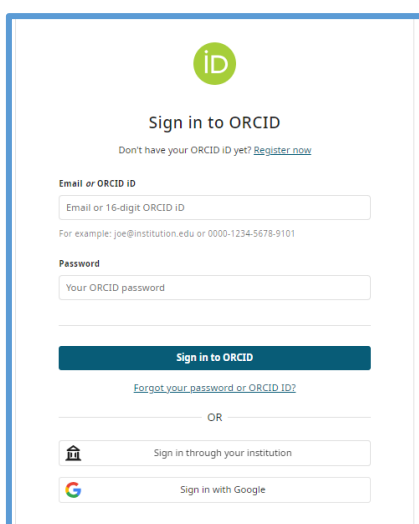 iD
Sign in to ORCID
Don't have your ORCID iD yet? Register now
Email or ORCID iD
Email or 16-digit ORCID iD
For example: joe@institution.edu or 0000-1234-5678-9101
Password
Your ORCID password
Sign in to ORCID
Forgot your password or ORCID ID?
OR
Sign in through your institution
G Sign in with Google